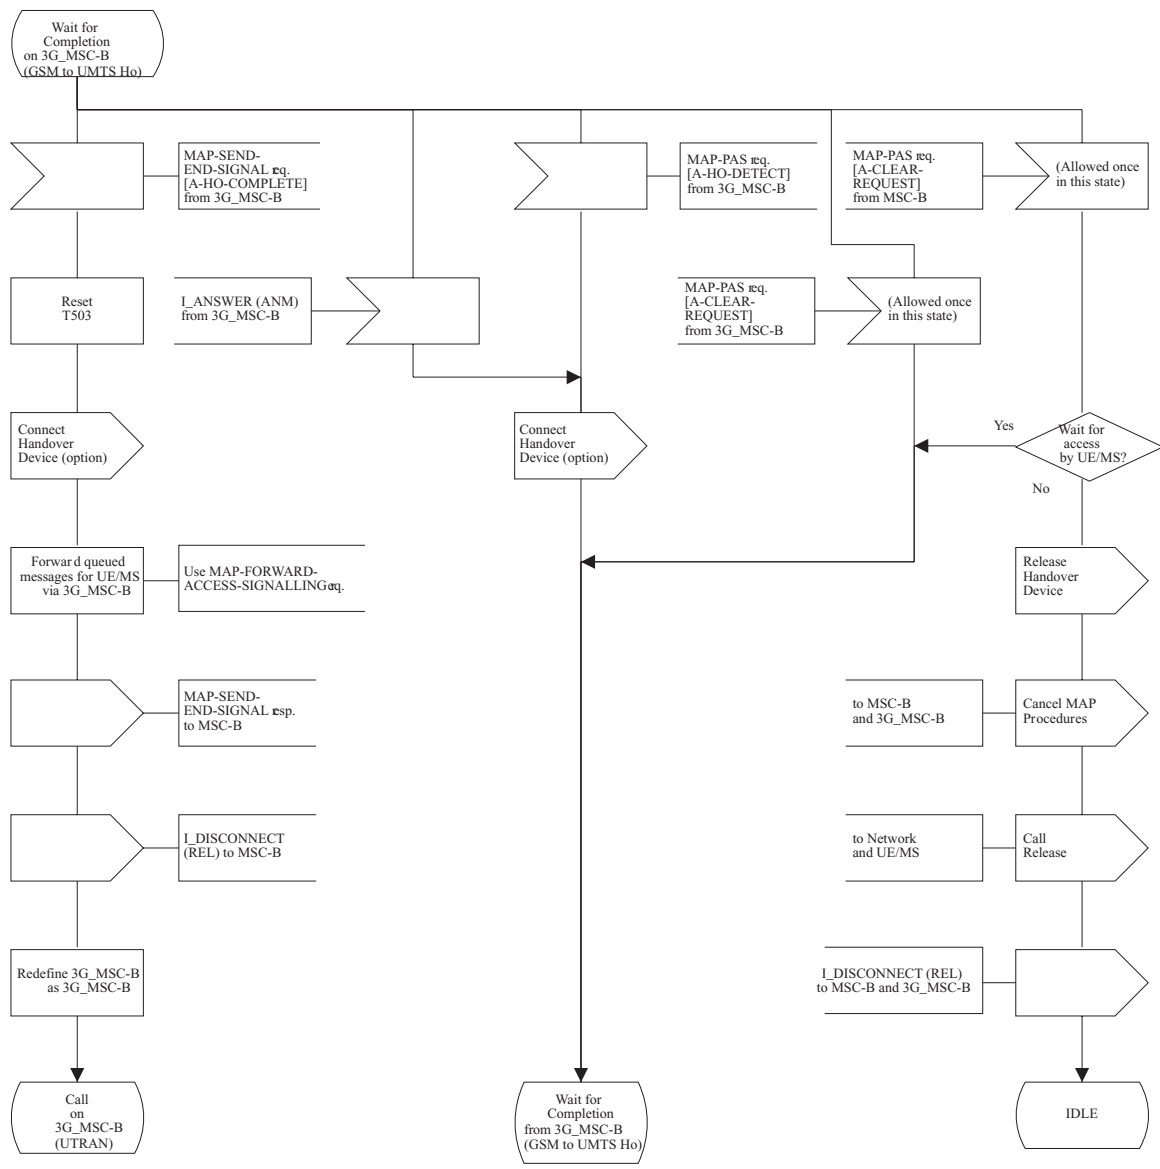 Wait for
Completion
on 3G_MSC-B
(GSM to UMTS Ho)
MAP-SEND-
END-SIGNAL req.
[A-HO-COMPLETE]
from 3G_MSC-B
MAP-PAS req.
[A-HO-DETECT]
from 3G_MSC-B
MAP-PAS req.
[A-CLEAR-
REQUEST]
from MSC-B
(Allowed once
in this state)
Reset
T503
I_ANSWER (ANM)
from 3G_MSC-B
MAP-PAS req.
[A-CLEAR-
REQUEST]
from 3G_MSC-B
(Allowed once
in this state)
Connect
Handover
Device (option)
Connect
Handover
Device (option)
Yes
Wait for
access
by UE/MS?
No
Forward queued
messages for UE/MS
via 3G_MSC-B
Use MAP-FORWARD-
ACCESS-SIGNALLING req.
Release
Handover
Device
MAP-SEND-
END-SIGNAL resp.
to MSC-B
to MSC-B
and 3G_MSC-B
Cancel MAP
Procedures
I_DISCONNECT
(REL) to MSC-B
to Network
and UE/MS
Call
Release
Redefine 3G_MSC-B
as 3G_MSC-B
I_DISCONNECT (REL)
to MSC-B and 3G_MSC-B
Call
on
3G_MSC-B
(UTRAN)
Wait for
Completion
from 3G_MSC-B
(GSM to UMTS Ho)
IDLE